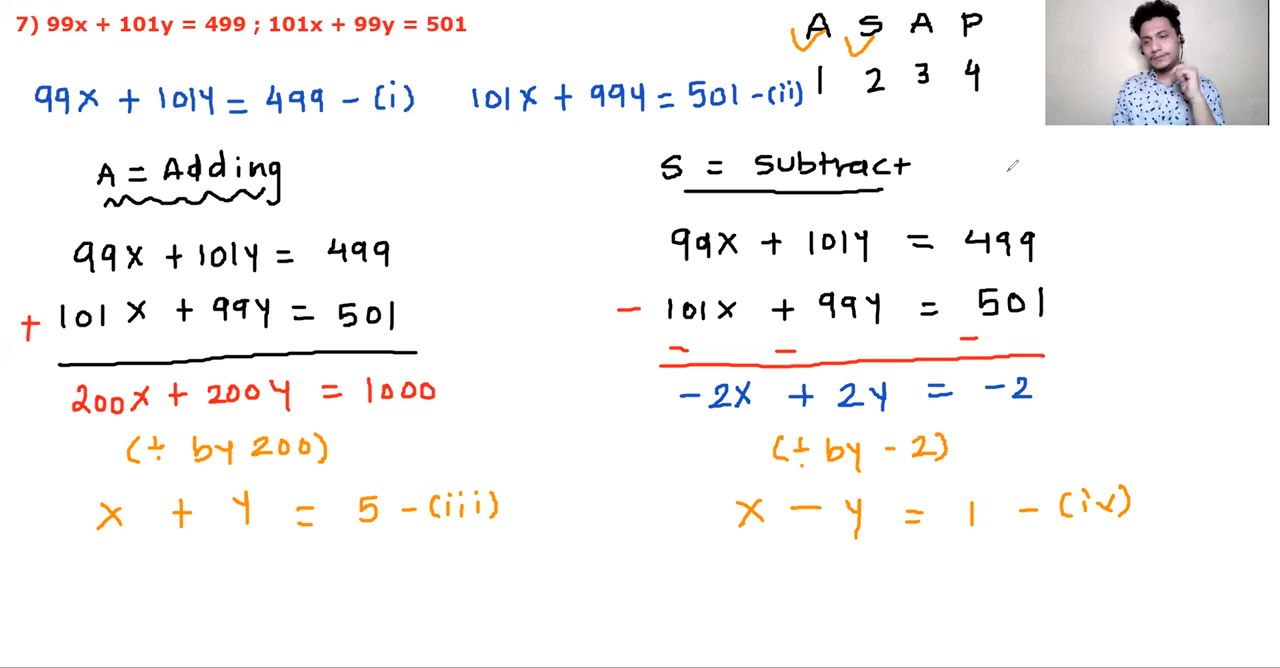 7) 99x + 101y = 499 ; 101x + 99y = 501
A S A P
1 2 3 4
99x + 101y = 499 - (i)
101x + 99y = 501 - (ii)
A = Adding
99x + 101y = 499
+ 101x + 99y = 501
200x + 200y = 1000
(÷ by 200)
x + y = 5 - (iii)
S = Subtract
99x + 101y = 499
- 101x + 99y = 501
- - -
-2x + 2y = -2
(÷ by - 2)
x - y = 1 - (iv)